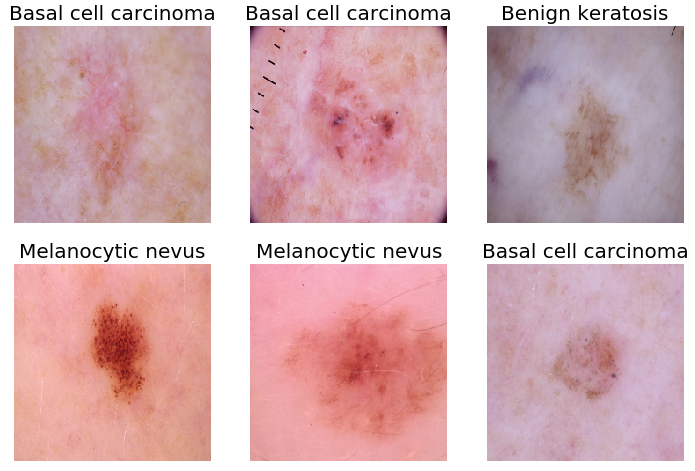 Basal cell carcinoma
Basal cell carcinoma
Benign keratosis
Melanocytic nevus
Melanocytic nevus
Basal cell carcinoma